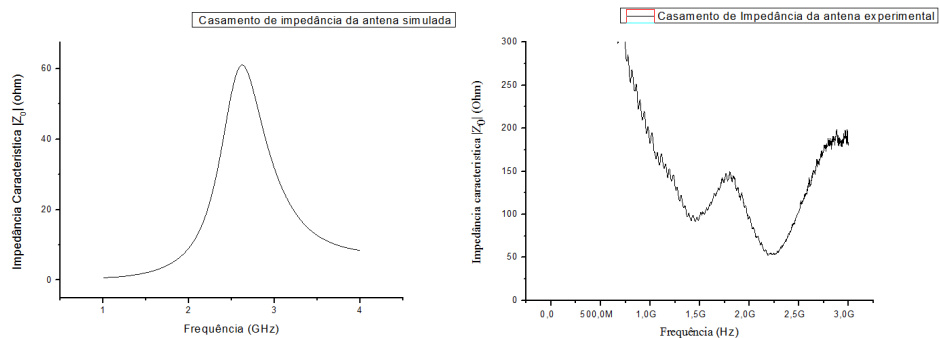 Casamento de impedância da antena simulada
60
40
20
0
Impedância Caracteristica |Z0| (ohm)
1 2 3 4
Frequência (GHz)
Casamento de Impedância da antena experimental
300
250
200
150
100
50
0
Impedância caracteristica |Z0| (Ohm)
0,0 500,0M 1,0G 1,5G 2,0G 2,5G 3,0G
Frequência (Hz)